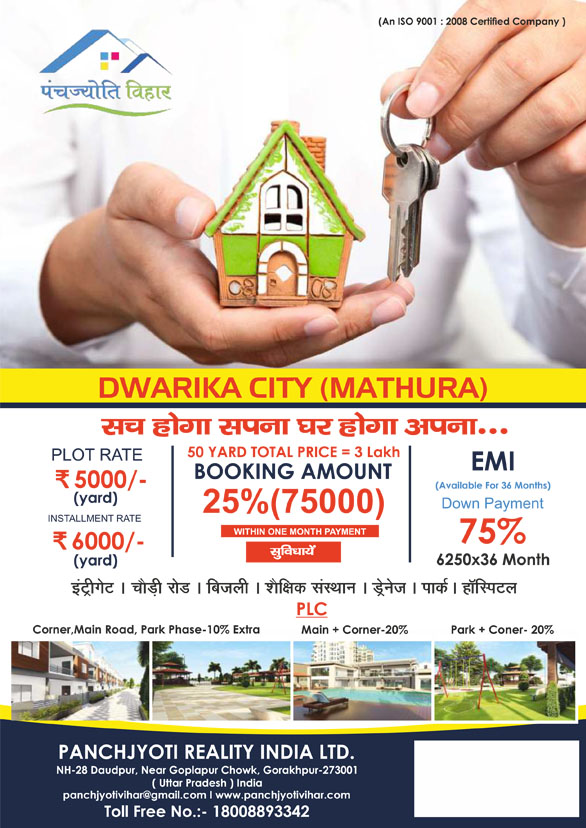 (An ISO 9001 : 2008 Certified Company )
पंचज्योति विहार
DWARIKA CITY (MATHURA)
सच होगा सपना घर होगा अपना...
PLOT RATE
₹ 5000/-
(yard)
INSTALLMENT RATE
₹ 6000/-
(yard)
50 YARD TOTAL PRICE = 3 Lakh
BOOKING AMOUNT
25%(75000)
WITHIN ONE MONTH PAYMENT
सुविधायें
EMI
(Available For 36 Months)
Down Payment
75%
6250x36 Month
इंट्रीगेट । चौड़ी रोड । बिजली । शैक्षिक संस्थान । ड्रेनेज । पार्क । हॉस्पिटल
PLC
Corner,Main Road, Park Phase-10% Extra
Main + Corner-20%
Park + Coner- 20%
PANCHJYOTI REALITY INDIA LTD.
NH-28 Daudpur, Near Goplapur Chowk, Gorakhpur-273001
( Uttar Pradesh ) India
panchjyotivihar@gmail.com I www.panchjyotivihar.com
Toll Free No.:- 18008893342